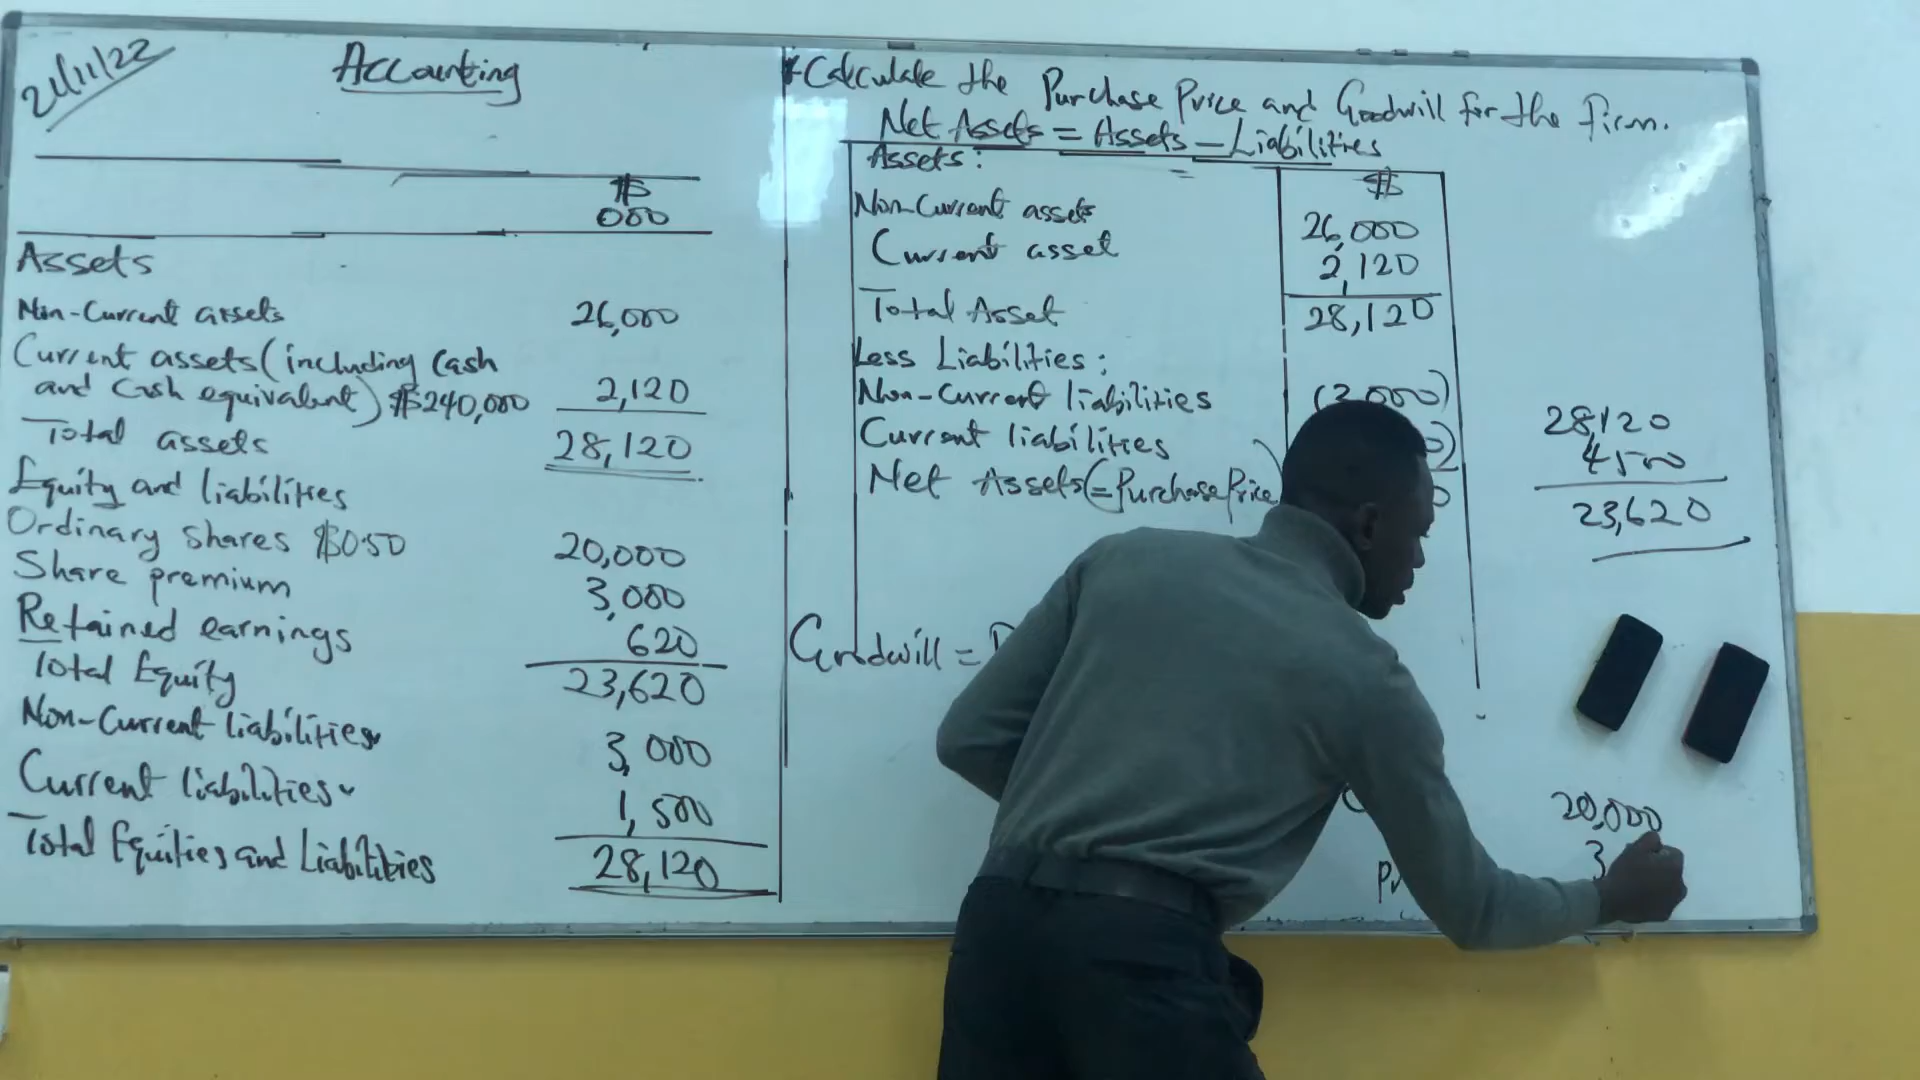 21/11/22
Accounting
$
000
Assets
Non-Current assets 26,000
Current assets (including Cash
and Cash equivalent) $240,000 2,120
Total assets 28,120
Equity and liabilities
Ordinary shares $0.50 20,000
Share premium 3,000
Retained earnings 620
Total Equity 23,620
Non-Current liabilities 3,000
Current liabilities 1,500
Total Equities and Liabilities 28,120
Calculate the Purchase Price and Goodwill for the firm.
Net Assets = Assets - Liabilities
Assets: $
Non-Current assets 26,000
Current asset 2,120
Total Asset 28,120
Less Liabilities:
Non-Current liabilities (3,000)
Current liabilities
Net Assets (=Purchase Price
Goodwill =
28,120
4500
23,620
20,000
3